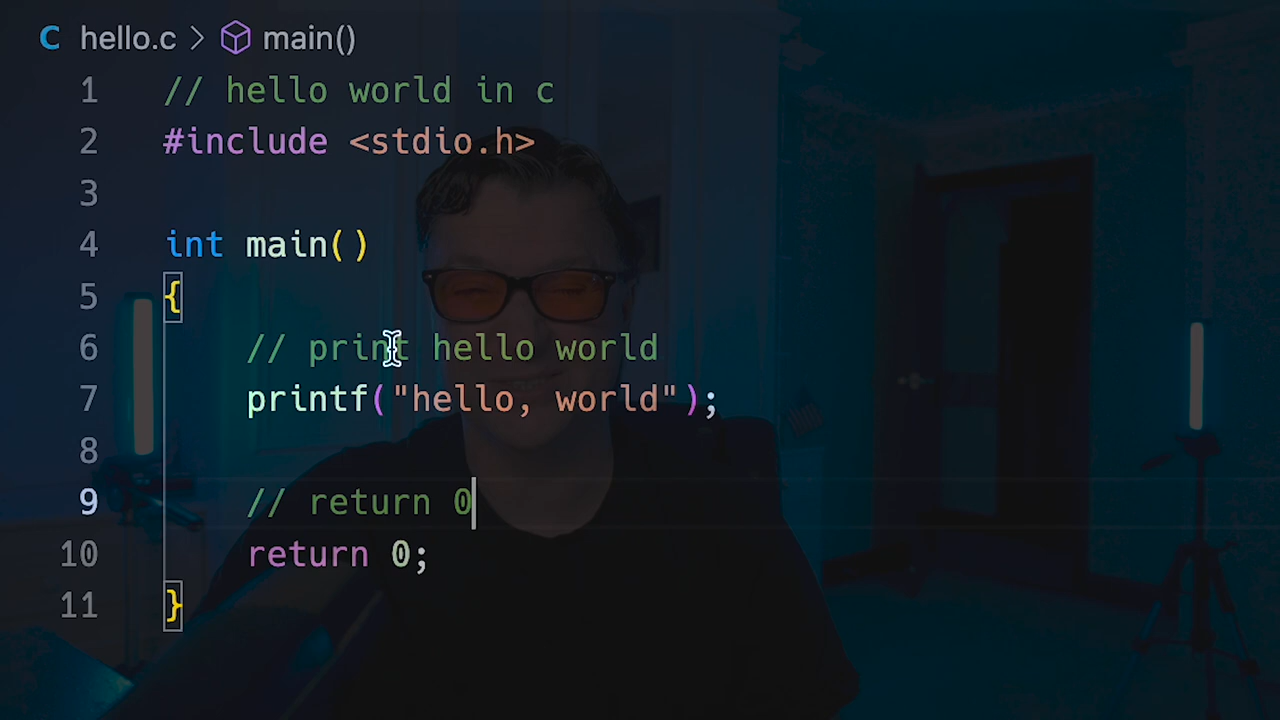 C hello.c > main()
1 // hello world in c
2 #include <stdio.h>
3
4 int main()
5 {
6 // print hello world
7 printf("hello, world");
8
9 // return 0
10 return 0;
11 }